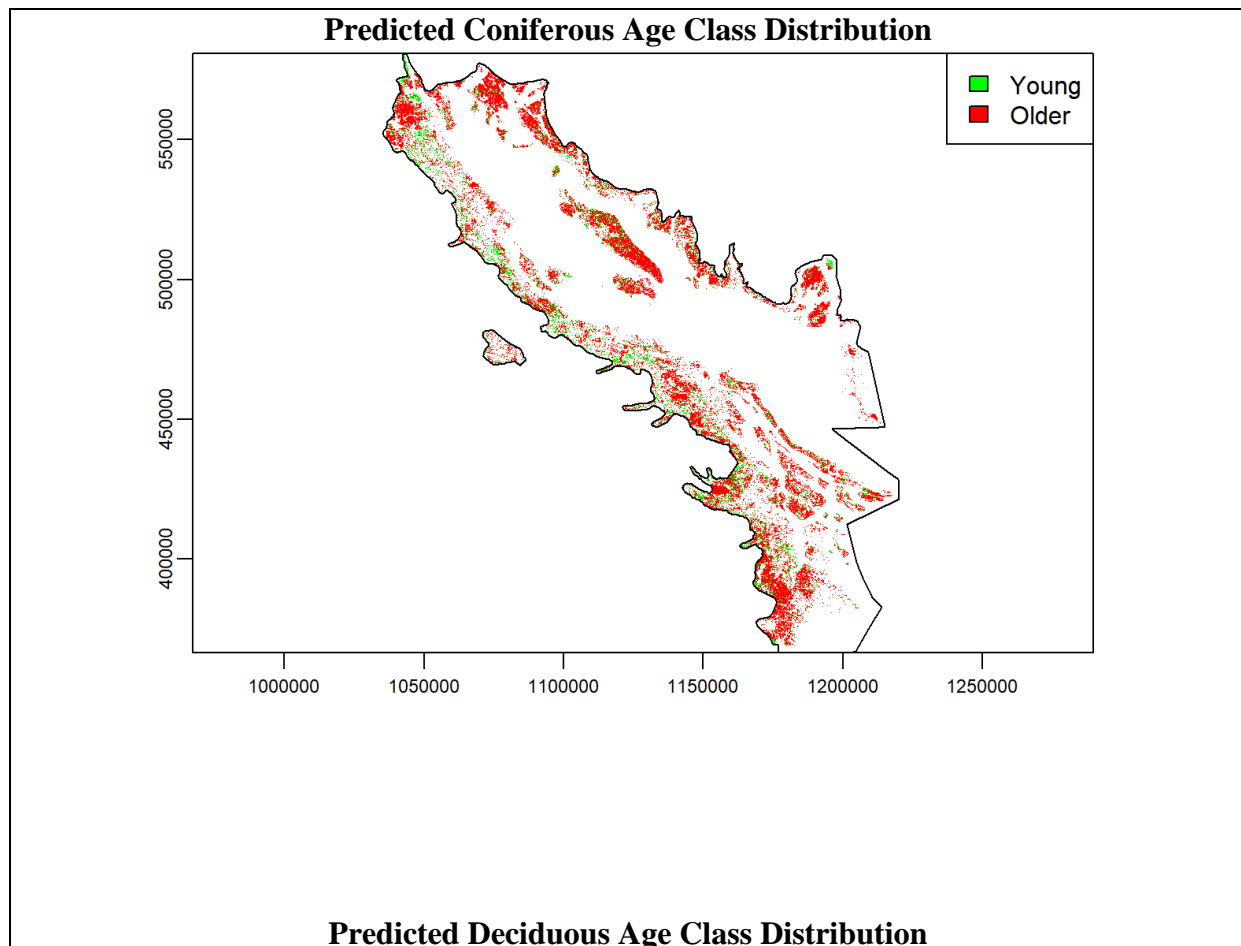 Predicted Coniferous Age Class Distribution
Young
Older
550000
500000
450000
400000
1000000
1050000
1100000
1150000
1200000
1250000
Predicted Deciduous Age Class Distribution